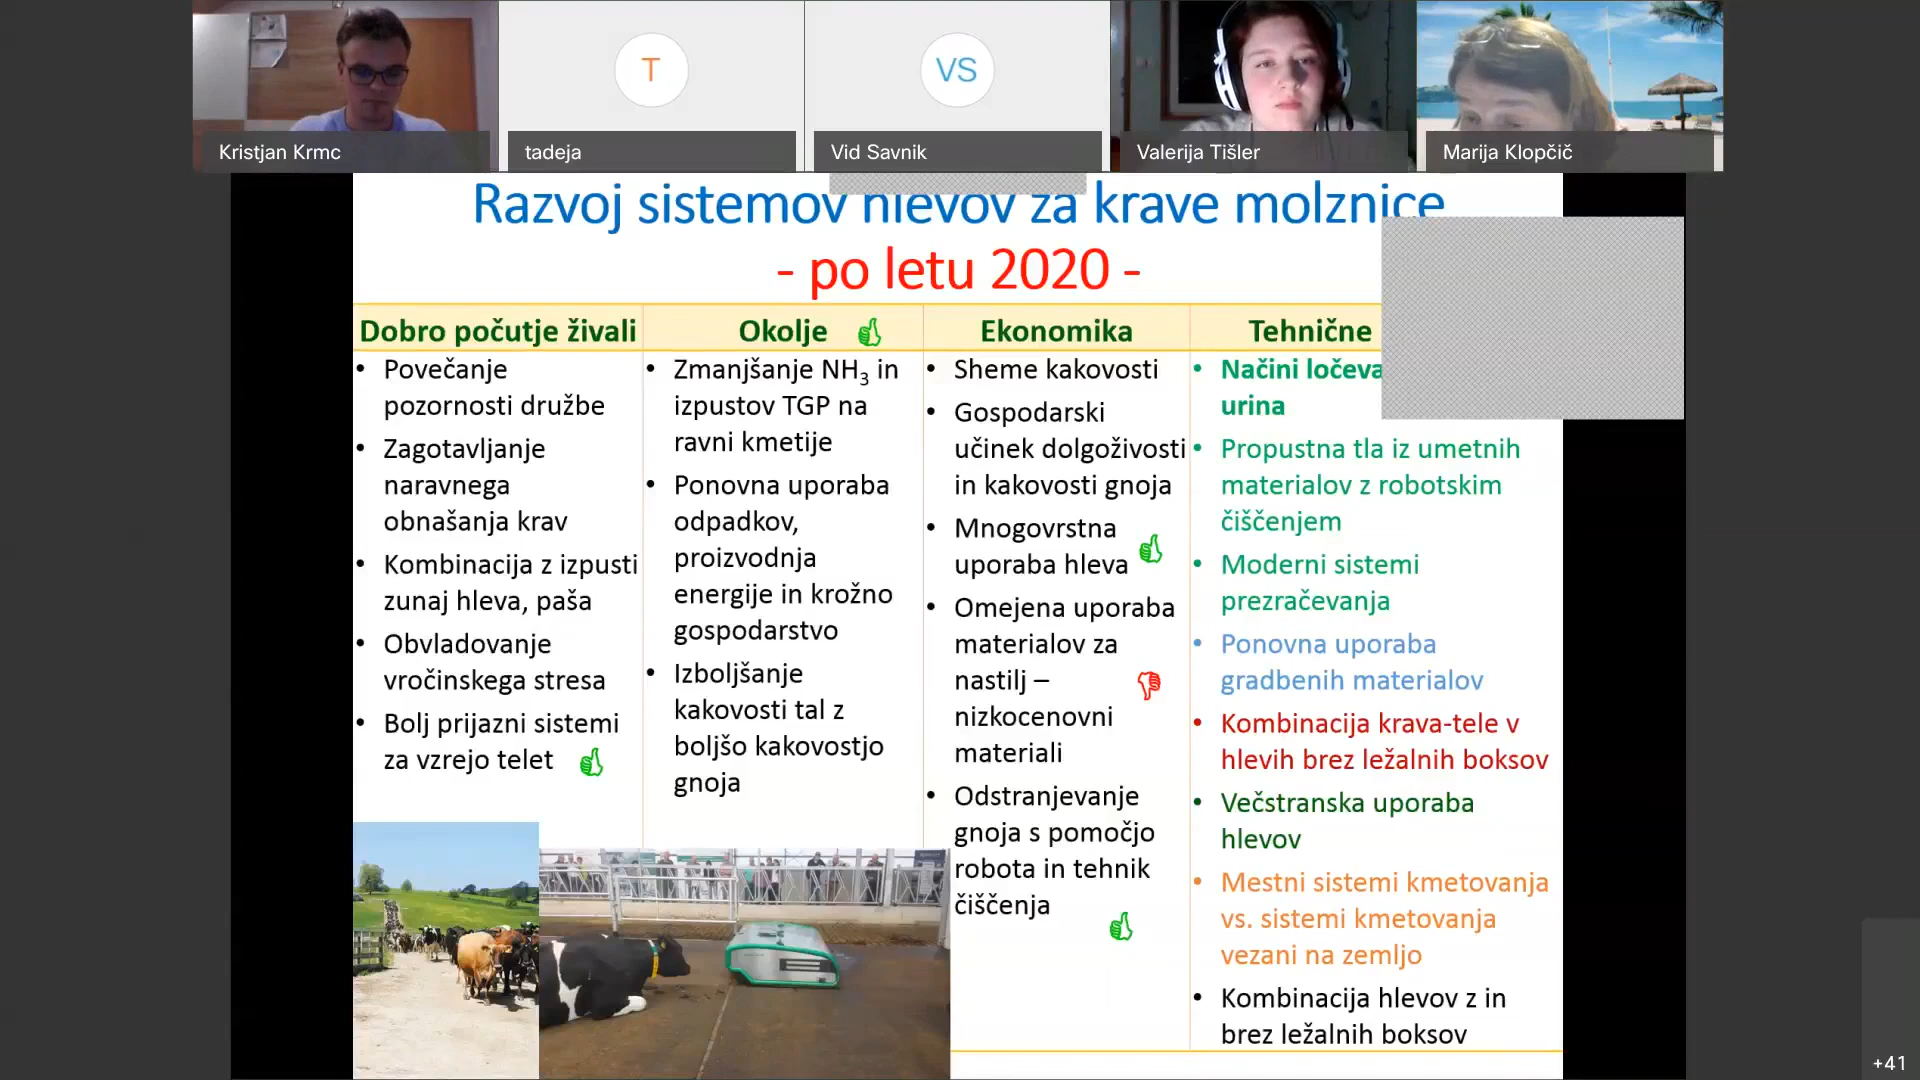 T
VS
Kristjan Krmc
tadeja
Vid Savnik
Valerija Tišler
Marija Klopčič
Razvoj sistemov hlevov za krave molznice
- po letu 2020 -
Dobro počutje živali
• Povečanje
pozornosti družbe
• Zagotavljanje
naravnega
obnašanja krav
• Kombinacija z izpusti
zunaj hleva, paša
• Obvladovanje
vročinskega stresa
• Bolj prijazni sistemi
za vzrejo telet
Okolje
• Zmanjšanje NH₃ in
izpustov TGP na
ravni kmetije
• Ponovna uporaba
odpadkov,
proizvodnja
energije in krožno
gospodarstvo
• Izboljšanje
kakovosti tal z
boljšo kakovostjo
gnoja
Ekonomika
• Sheme kakovosti
• Gospodarski
učinek dolgoživosti
in kakovosti gnoja
• Mnogovrstna
uporaba hleva
• Omejena uporaba
materialov za
nastilj –
nizkocenovni
materiali
• Odstranjevanje
gnoja s pomočjo
robota in tehnik
čiščenja
Tehnične
• Načini ločeva
urina
• Propustna tla iz umetnih
materialov z robotskim
čiščenjem
• Moderni sistemi
prezračevanja
• Ponovna uporaba
gradbenih materialov
• Kombinacija krava-tele v
hlevih brez ležalnih boksov
• Večstranska uporaba
hlevov
• Mestni sistemi kmetovanja
vs. sistemi kmetovanja
vezani na zemljo
• Kombinacija hlevov z in
brez ležalnih boksov
+41